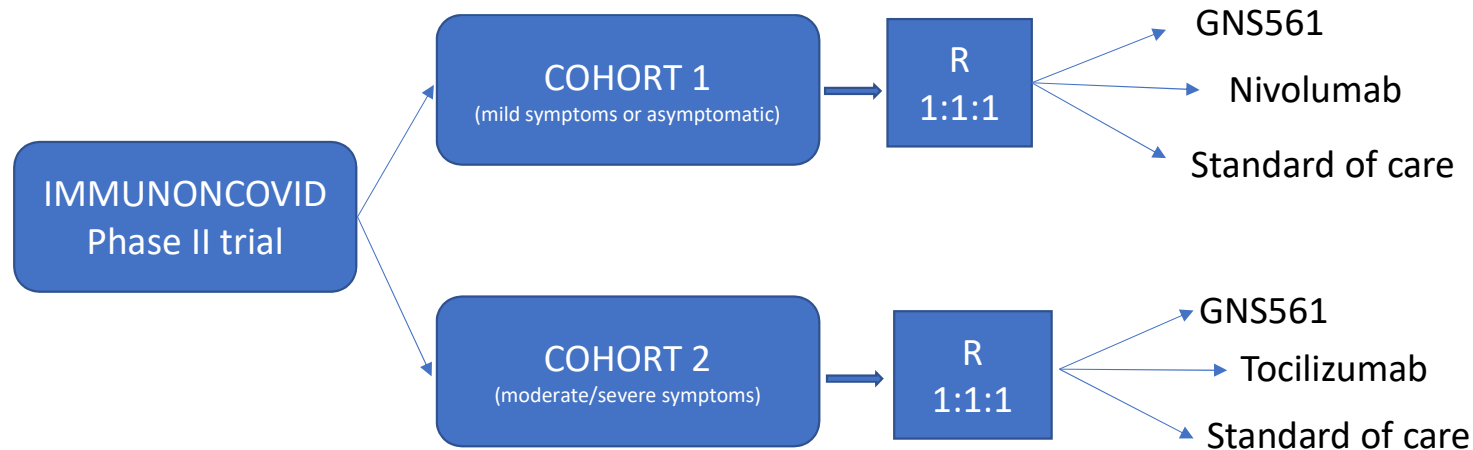 IMMUNONCOVID
Phase II trial
COHORT 1
(mild symptoms or asymptomatic)
R
1:1:1
GNS561
Nivolumab
Standard of care
COHORT 2
(moderate/severe symptoms)
R
1:1:1
GNS561
Tocilizumab
Standard of care